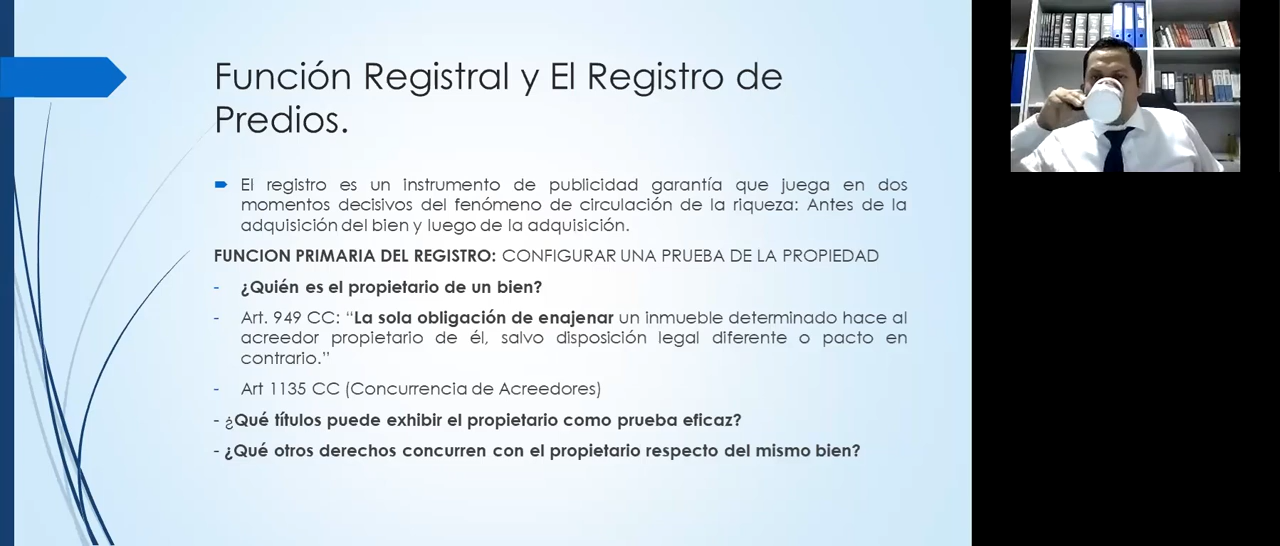 Función Registral y El Registro de
Predios.
El registro es un instrumento de publicidad garantía que juega en dos
momentos decisivos del fenómeno de circulación de la riqueza: Antes de la
adquisición del bien y luego de la adquisición.
FUNCION PRIMARIA DEL REGISTRO: CONFIGURAR UNA PRUEBA DE LA PROPIEDAD
- ¿Quién es el propietario de un bien?
- Art. 949 CC: “La sola obligación de enajenar un inmueble determinado hace al
acreedor propietario de él, salvo disposición legal diferente o pacto en
contrario.”
- Art 1135 CC (Concurrencia de Acreedores)
- ¿Qué títulos puede exhibir el propietario como prueba eficaz?
- ¿Qué otros derechos concurren con el propietario respecto del mismo bien?